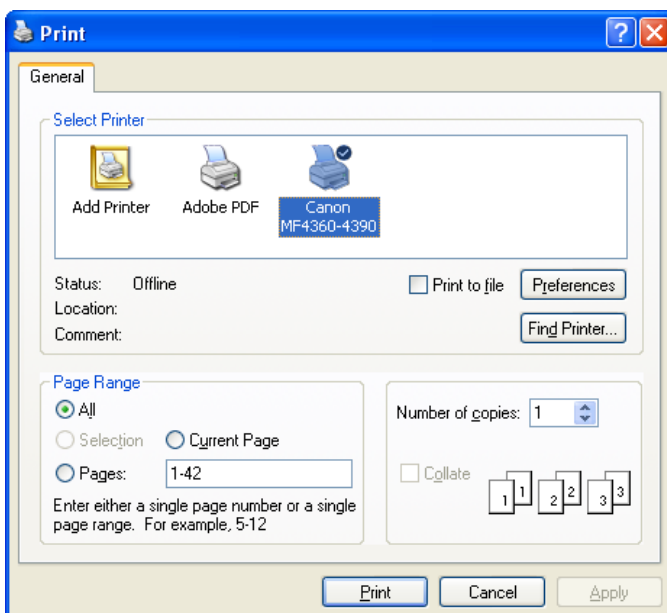 Print
General
Select Printer
Add Printer
Adobe PDF
Canon
MF4360-4390
Status: Offline
Print to file
Preferences
Location:
Comment:
Find Printer...
Page Range
All
Selection
Current Page
Pages: 1-42
Enter either a single page number or a single
page range. For example, 5-12
Number of copies: 1
Collate
1 1 2 2 3 3
Print
Cancel
Apply